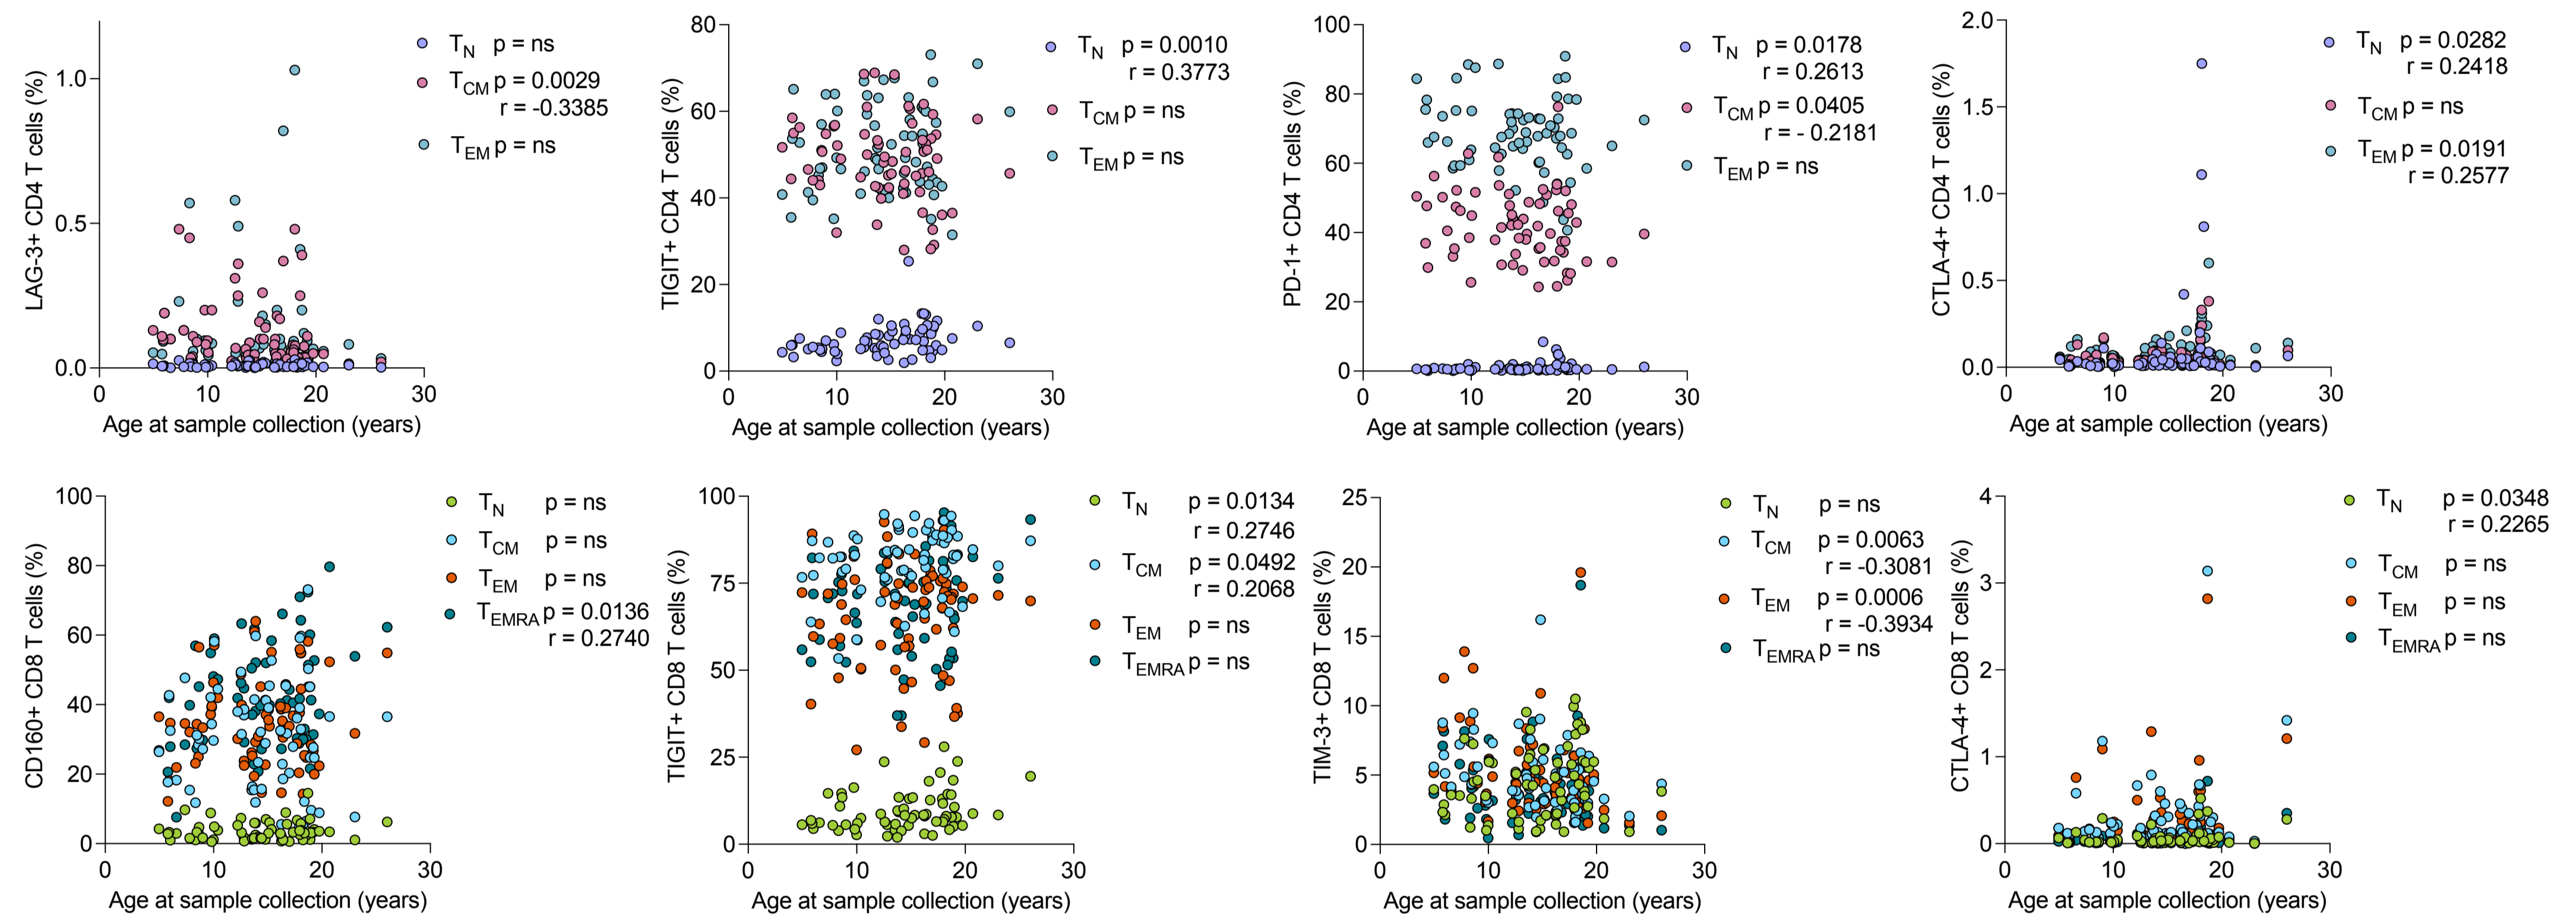 LAG-3+ CD4 T cells (%)
1.0
0.5
0.0
0 10 20 30
Age at sample collection (years)
TN p = ns
TCM p = 0.0029
r = -0.3385
TEM p = ns
TIGIT+ CD4 T cells (%)
80
60
40
20
0
0 10 20 30
Age at sample collection (years)
TN p = 0.0010
r = 0.3773
TCM p = ns
TEM p = ns
PD-1+ CD4 T cells (%)
100
80
60
40
20
0
0 10 20 30
Age at sample collection (years)
TN p = 0.0178
r = 0.2613
TCM p = 0.0405
r = - 0.2181
TEM p = ns
CTLA-4+ CD4 T cells (%)
2.0
1.5
1.0
0.5
0.0
0 10 20 30
Age at sample collection (years)
TN p = 0.0282
r = 0.2418
TCM p = ns
TEM p = 0.0191
r = 0.2577
CD160+ CD8 T cells (%)
100
80
60
40
20
0
0 10 20 30
Age at sample collection (years)
TN p = ns
TCM p = ns
TEM p = ns
TEMRA p = 0.0136
r = 0.2740
TIGIT+ CD8 T cells (%)
100
75
50
25
0
0 10 20 30
Age at sample collection (years)
TN p = 0.0134
r = 0.2746
TCM p = 0.0492
r = 0.2068
TEM p = ns
TEMRA p = ns
TIM-3+ CD8 T cells (%)
25
20
15
10
5
0
0 10 20 30
Age at sample collection (years)
TN p = ns
TCM p = 0.0063
r = -0.3081
TEM p = 0.0006
r = -0.3934
TEMRA p = ns
CTLA-4+ CD8 T cells (%)
4
3
2
1
0
0 10 20 30
Age at sample collection (years)
TN p = 0.0348
r = 0.2265
TCM p = ns
TEM p = ns
TEMRA p = ns